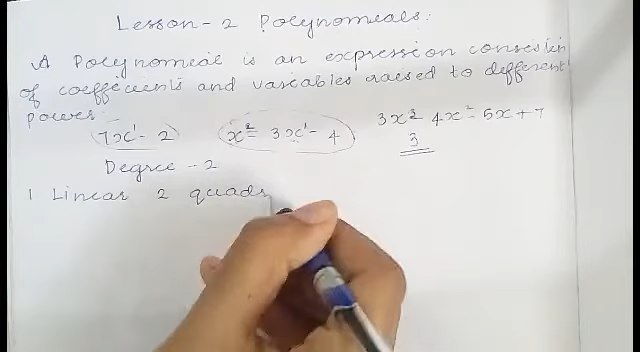 Lesson - 2 Polynomials:
A Polynomial is an expression consistin
of coefficients and variables raised to different
power.
7x¹ - 2 x² - 3x¹ - 4 3x³ - 4x² - 5x + 7
3
Degree - 2
1 Linear 2 quadr